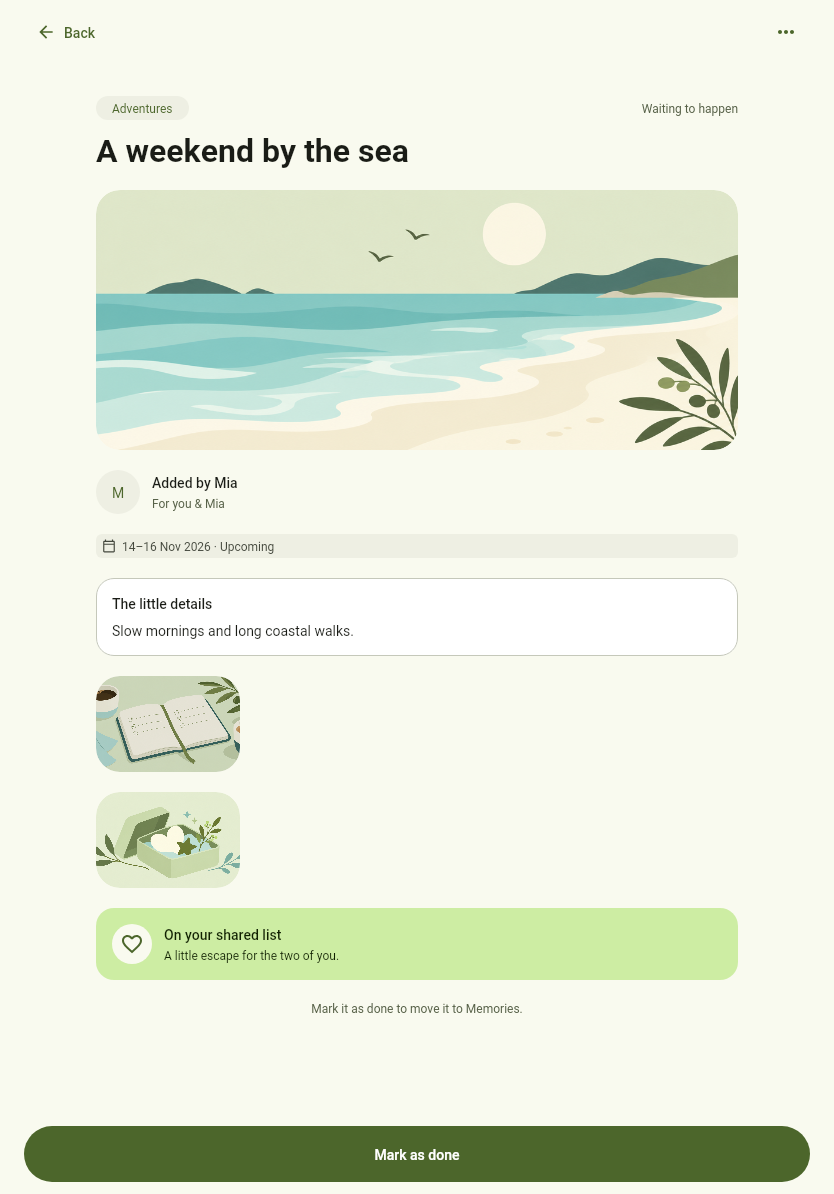 Back
Adventures
Waiting to happen
A weekend by the sea
M
Added by Mia
For you & Mia
14–16 Nov 2026 · Upcoming
The little details
Slow mornings and long coastal walks.
On your shared list
A little escape for the two of you.
Mark it as done to move it to Memories.
Mark as done